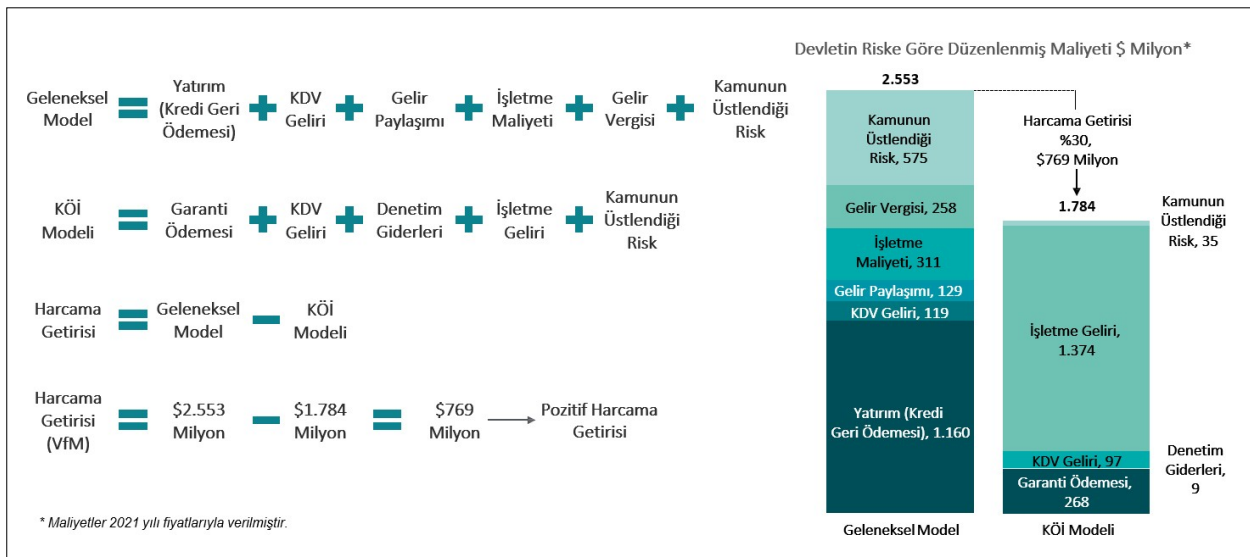 Geleneksel
Model
Yatırım
(Kredi Geri
Ödemesi)
KDV
Geliri
Gelir
Paylaşımı
İşletme
Maliyeti
Gelir
Vergisi
Kamunun
Üstlendiği
Risk
KÖİ
Modeli
Garanti
Ödemesi
KDV
Geliri
Denetim
Giderleri
İşletme
Geliri
Kamunun
Üstlendiği
Risk
Harcama
Getirisi
Geleneksel
Model
KÖİ
Modeli
Harcama
Getirisi
(VfM)
$2.553
Milyon
$1.784
Milyon
$769
Milyon
Pozitif Harcama
Getirisi
* Maliyetler 2021 yılı fiyatlarıyla verilmiştir.
Devletin Riske Göre Düzenlenmiş Maliyeti $ Milyon*
2.553
Kamunun
Üstlendiği
Risk, 575
Gelir Vergisi, 258
İşletme
Maliyeti, 311
Gelir Paylaşımı, 129
KDV Geliri, 119
Yatırım (Kredi
Geri Ödemesi), 1.160
Geleneksel Model
Harcama Getirisi
%30,
$769 Milyon
1.784
Kamunun
Üstlendiği
Risk, 35
İşletme Geliri,
1.374
KDV Geliri, 97
Denetim
Giderleri,
9
Garanti Ödemesi,
268
KÖİ Modeli